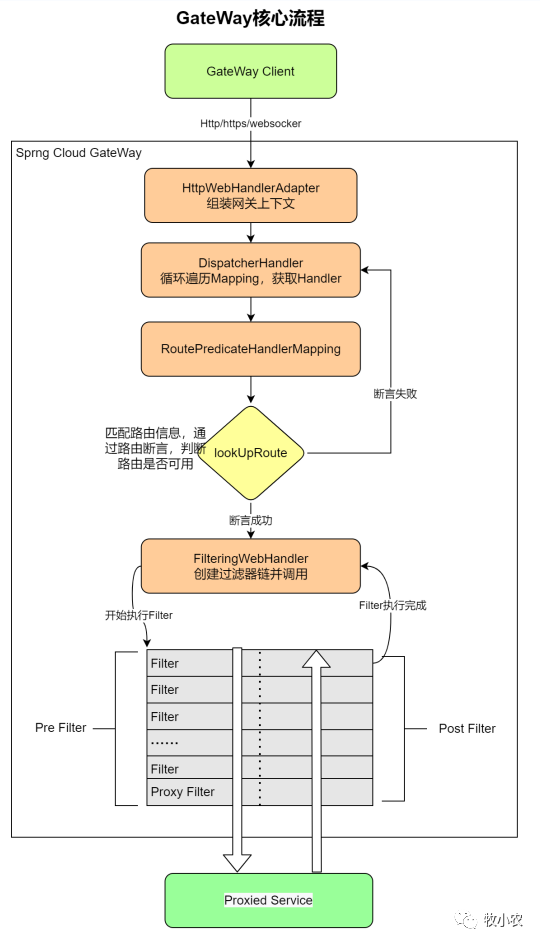 GateWay核心流程
GateWay Client
Http/https/websocker
Sprng Cloud GateWay
HttpWebHandlerAdapter
组装网关上下文
DispatcherHandler
循环遍历Mapping，获取Handler
RoutePredicateHandlerMapping
断言失败
匹配路由信息，通
过路由断言，判断
路由是否可用
lookUpRoute
断言成功
FilteringWebHandler
创建过滤器链并调用
开始执行Filter
Filter执行完成
Filter
Filter
Filter
······
Filter
Proxy Filter
Pre Filter
Post Filter
Proxied Service
牧小农